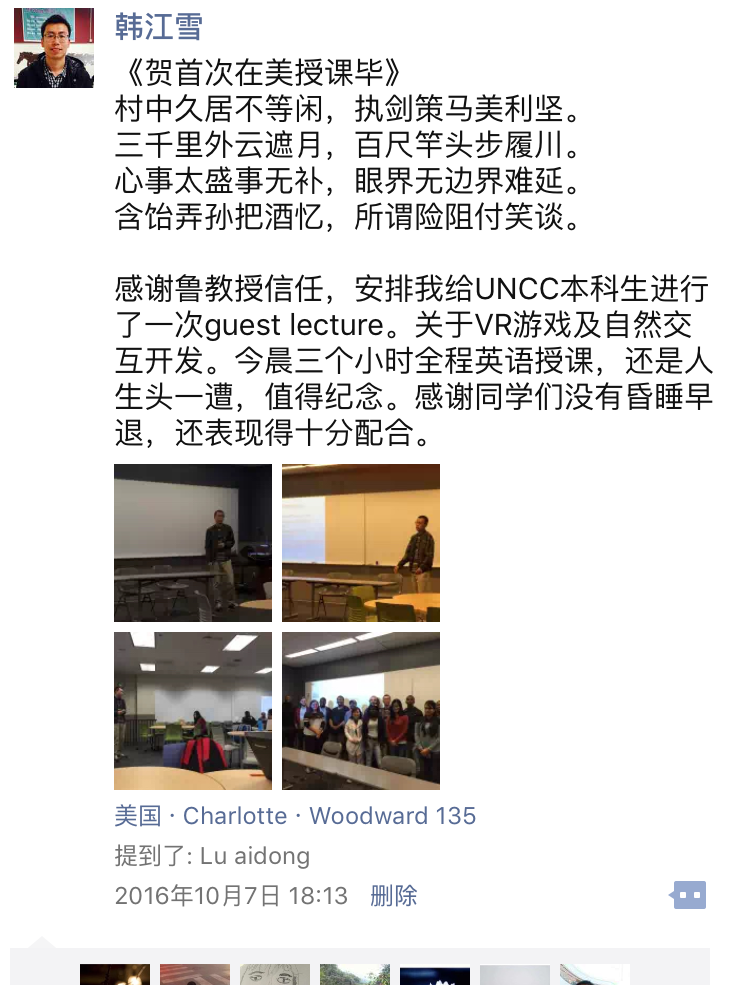 韩江雪
《贺首次在美授课毕》
村中久居不等闲，执剑策马美利坚。
三千里外云遮月，百尺竿头步履川。
心事太盛事无补，眼界无边界难延。
含饴弄孙把酒忆，所谓险阻付笑谈。
感谢鲁教授信任，安排我给UNCC本科生进行
了一次guest lecture。关于VR游戏及自然交
互开发。今晨三个小时全程英语授课，还是人
生头一遭，值得纪念。感谢同学们没有昏睡早
退，还表现得十分配合。
美国 · Charlotte · Woodward 135
提到了: Lu aidong
2016年10月7日 18:13 删除